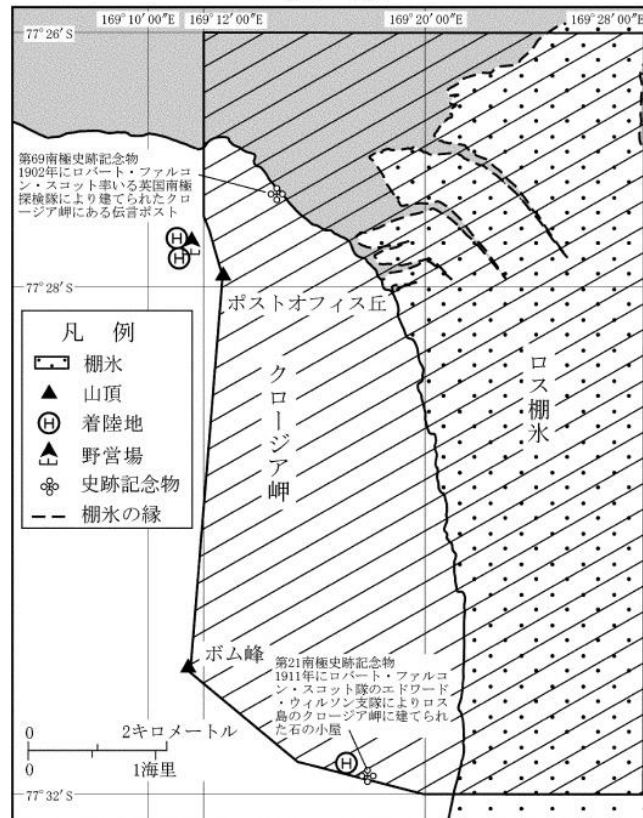 169°10′00″E
169°12′00″E
169°20′00″E
169°28′00″E
77°26′S
第69南極史跡記念物
1902年にロバート・ファルコ
ン・スコット率いる英国南極
探検隊により建てられたクロ
ージア岬にある伝言ポスト
H
H
77°28′S
ポストオフィス丘
凡 例
棚氷
山頂
H 着陸地
野営場
史跡記念物
棚氷の縁
クロージア岬
ロス棚氷
ボム峰
第21南極史跡記念物
1911年にロバート・ファルコ
ン・スコット隊のエドワード
・ウィルソン支隊によりロス
島のクロージア岬に建てられ
た石の小屋
H
0 2キロメートル
0 1海里
77°32′S